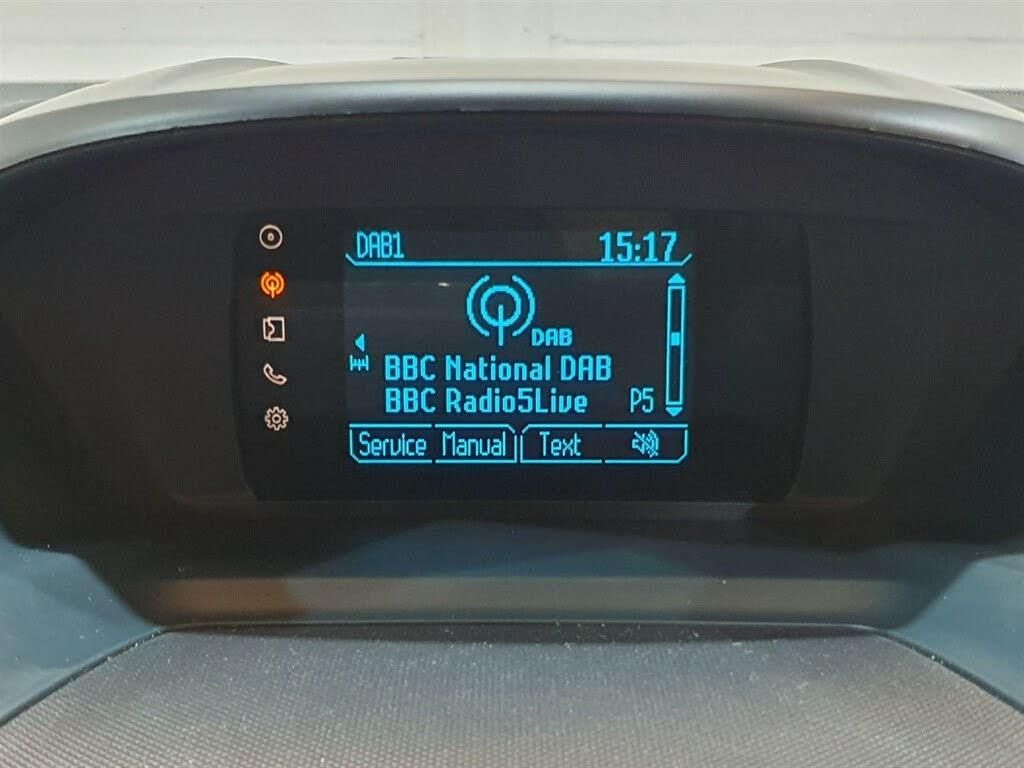 DAB1 15:17
DAB
BBC National DAB
BBC Radio5Live P5
Service Manual Text